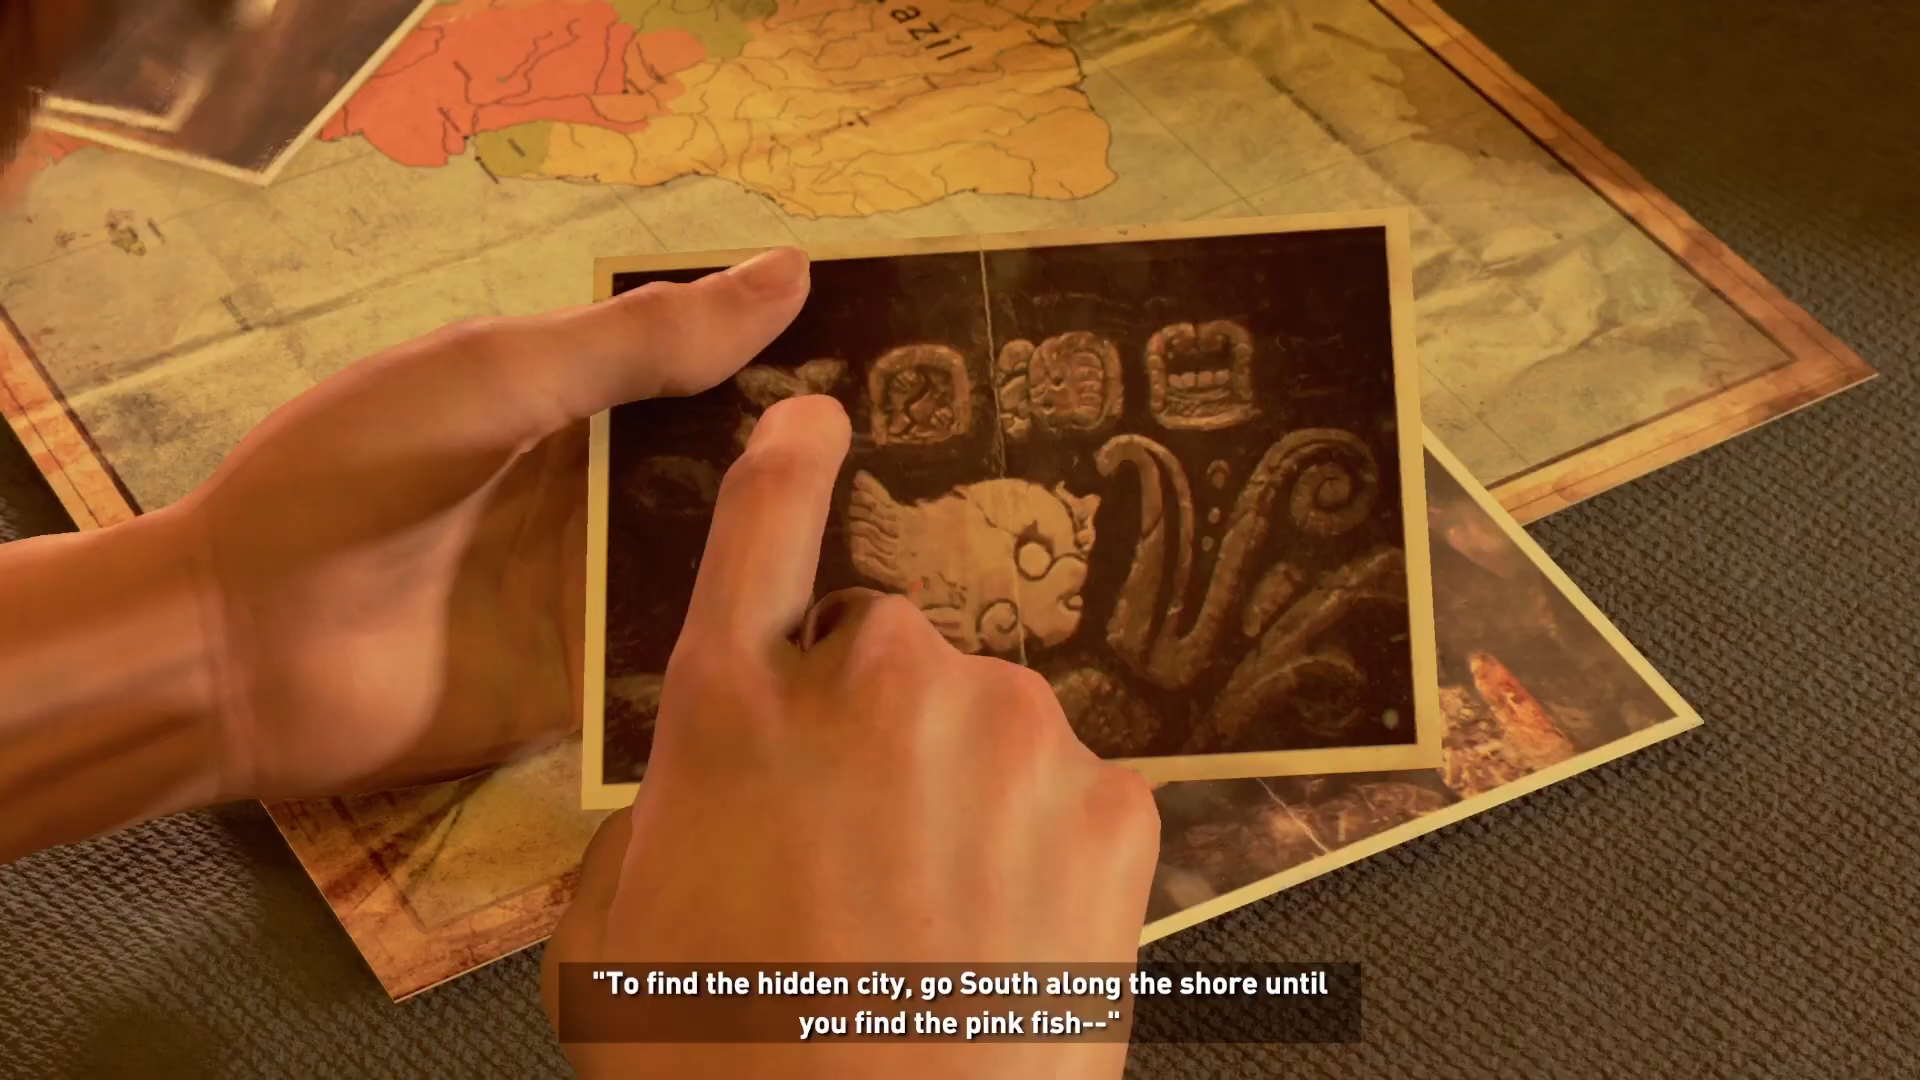 azil
"To find the hidden city, go South along the shore until
you find the pink fish--"